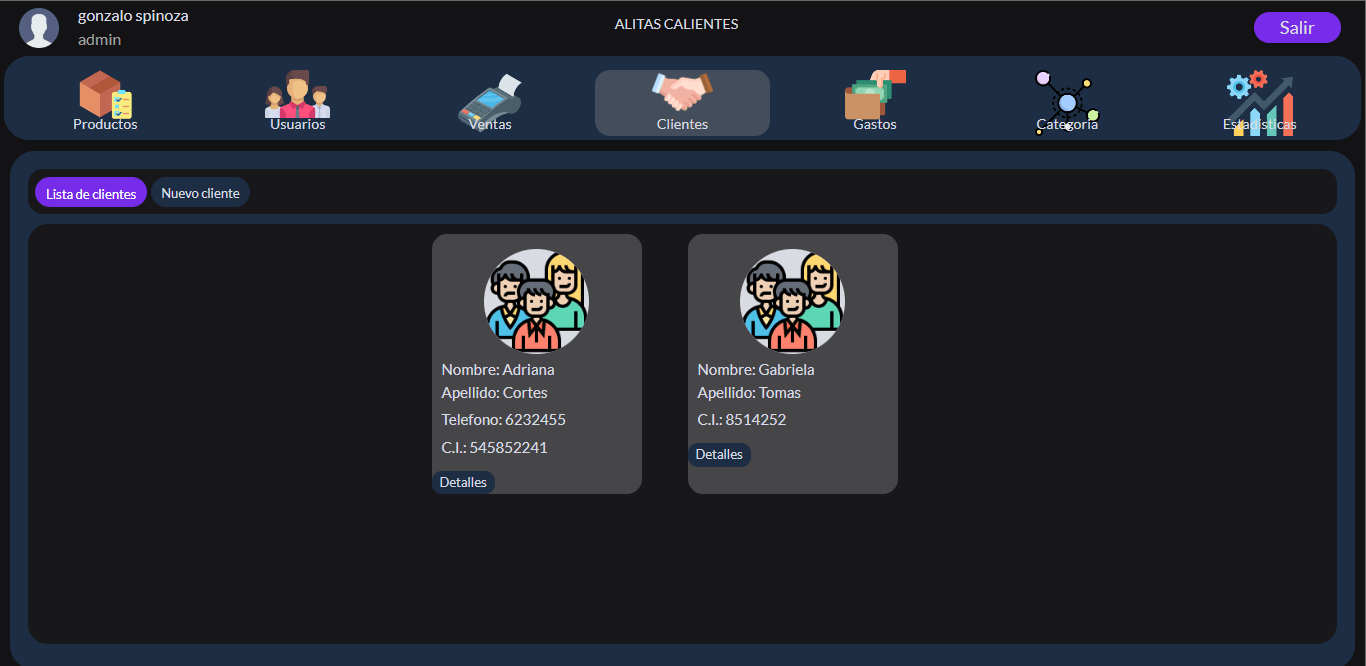 gonzalo spinoza
admin
ALITAS CALIENTES
Salir
Productos
Usuarios
Ventas
Clientes
Gastos
Categoria
Estadisticas
Lista de clientes
Nuevo cliente
Nombre: Adriana
Apellido: Cortes
Telefono: 6232455
C.I.: 545852241
Detalles
Nombre: Gabriela
Apellido: Tomas
C.I.: 8514252
Detalles